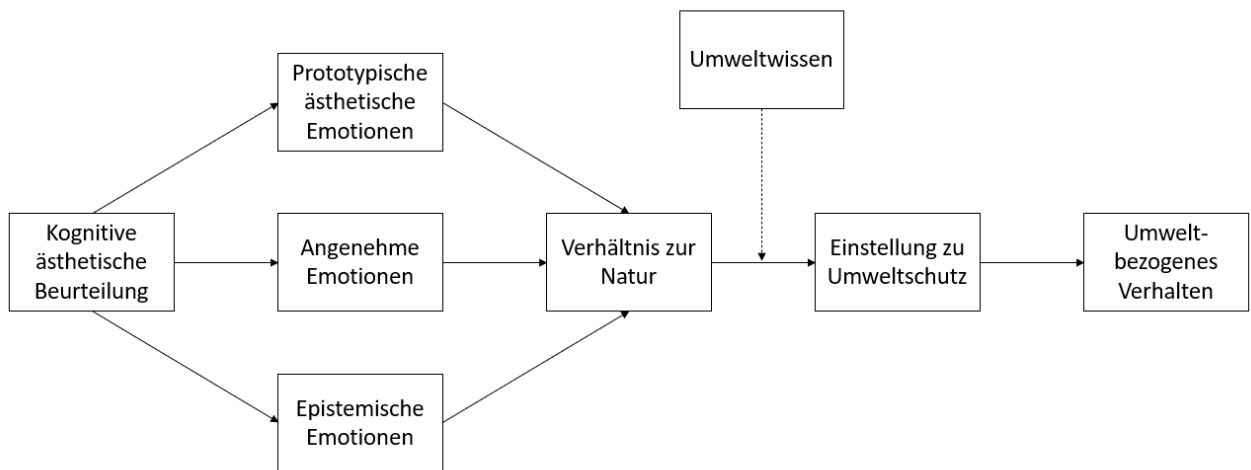 Umweltwissen
Prototypische
ästhetische
Emotionen
Kognitive
ästhetische
Beurteilung
Angenehme
Emotionen
Verhältnis zur
Natur
Einstellung zu
Umweltschutz
Umwelt-
bezogenes
Verhalten
Epistemische
Emotionen